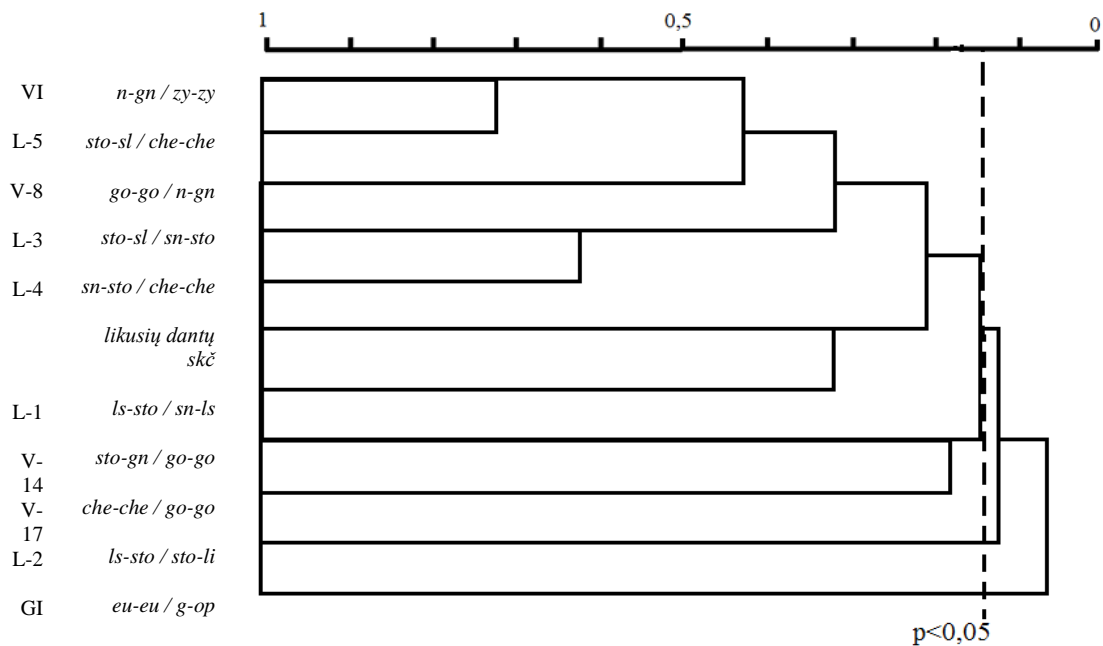 1 0,5 0
VI n-gn / zy-zy
L-5 sto-sl / che-che
V-8 go-go / n-gn
L-3 sto-sl / sn-sto
L-4 sn-sto / che-che
likusių dantų
skč
L-1 ls-sto / sn-ls
V- sto-gn / go-go
14
V- che-che / go-go
17
L-2 ls-sto / sto-li
GI eu-eu / g-op
p<0,05